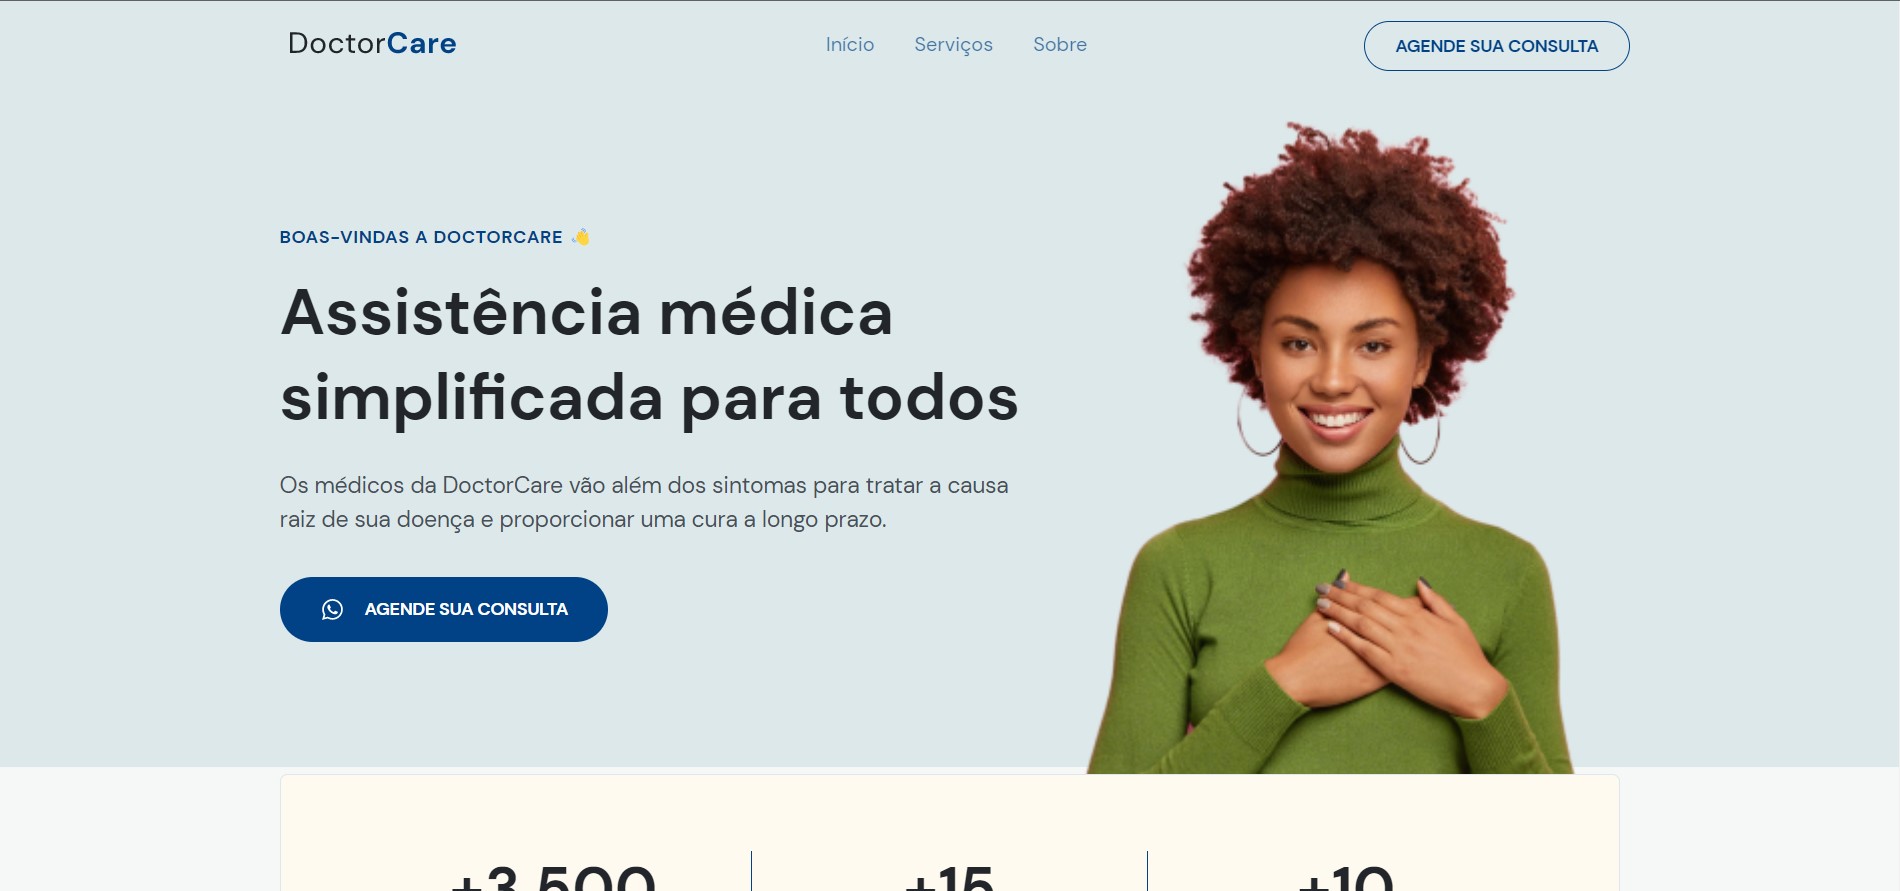 DoctorCare
Início Serviços Sobre
AGENDE SUA CONSULTA
BOAS-VINDAS A DOCTORCARE 👋
Assistência médica
simplificada para todos
Os médicos da DoctorCare vão além dos sintomas para tratar a causa
raiz de sua doença e proporcionar uma cura a longo prazo.
AGENDE SUA CONSULTA
+3.500 +15 +10